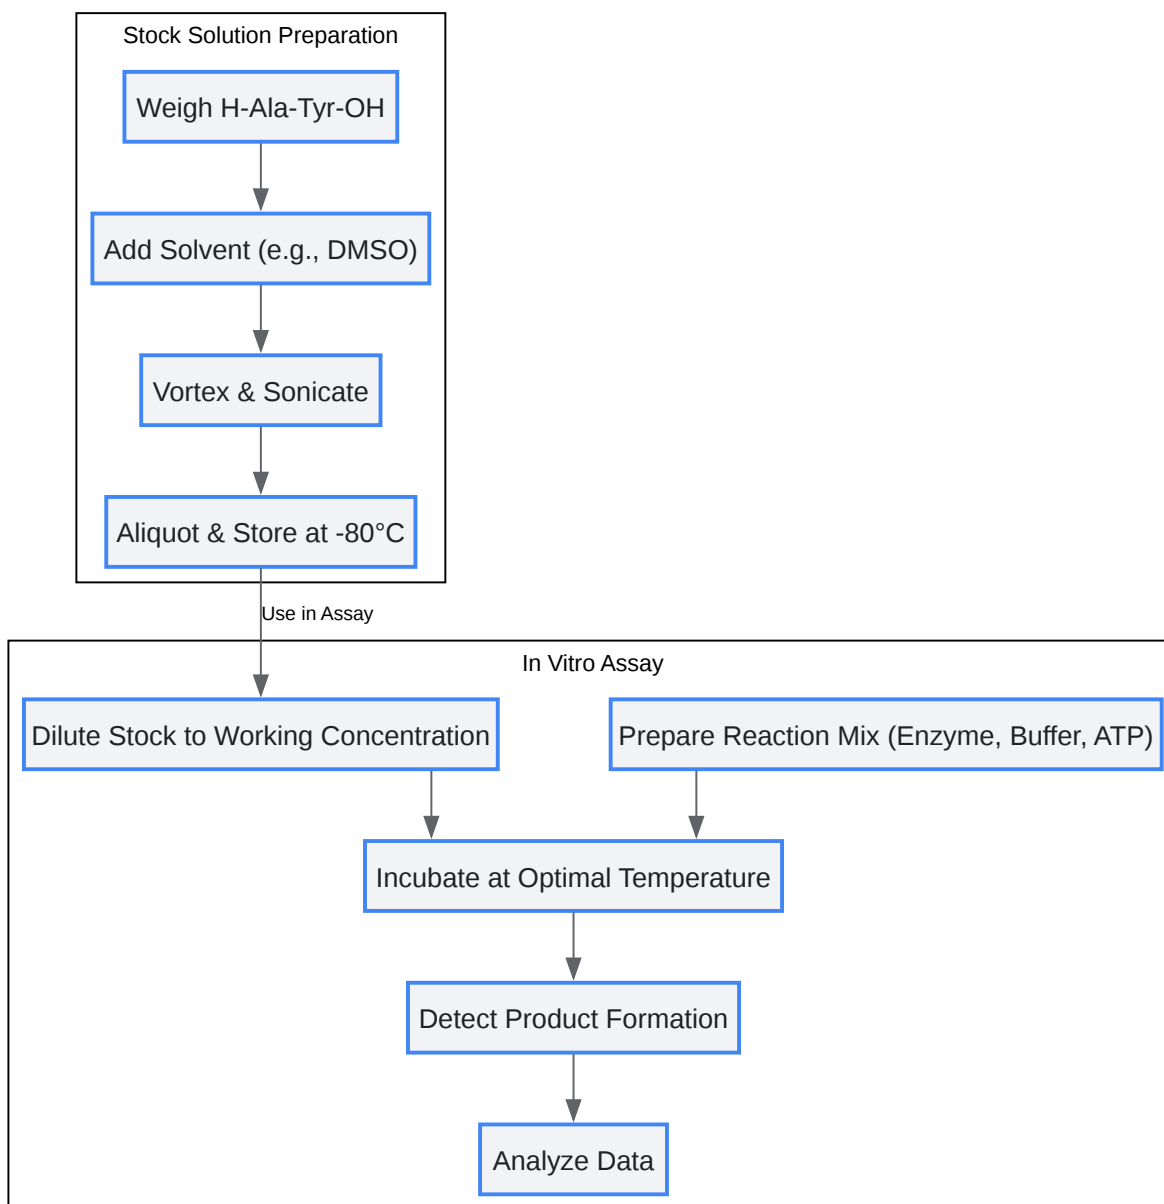 Stock Solution Preparation
Weigh H-Ala-Tyr-OH
Add Solvent (e.g., DMSO)
Vortex & Sonicate
Aliquot & Store at -80°C
Use in Assay
In Vitro Assay
Dilute Stock to Working Concentration
Prepare Reaction Mix (Enzyme, Buffer, ATP)
Incubate at Optimal Temperature
Detect Product Formation
Analyze Data